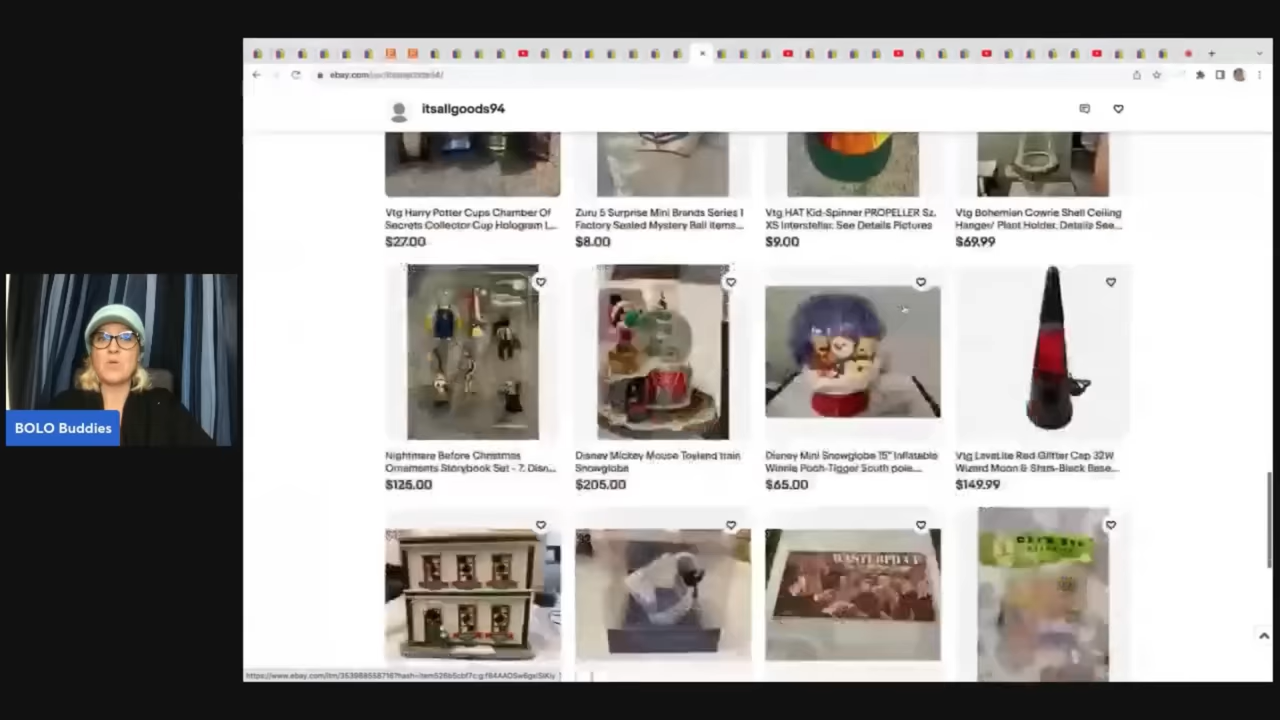 ebay.com
itsallgoods94
Vtg Harry Potter Cups Chamber Of
Secrets Collector Cup Hologram L...
$27.00
Zuru 5 Surprise Mini Brands Series 1
Factory Sealed Mystery Ball Items...
$8.00
Vtg HAT Kid-Spinner PROPELLER Sz.
XS Interstellar. See Details Pictures
$9.00
Vtg Bohemian Cowrie Shell Ceiling
Hanger/ Plant Holder. Details See...
$69.99
Nightmare Before Christmas
Ornaments Storybook Set - 7. Disn...
$125.00
Disney Mickey Mouse Toyland train
Snowglobe
$205.00
Disney Mini Snowglobe 15" Inflatable
Winnie Pooh-Tigger South pole....
$65.00
Vtg LavaLite Red Glitter Cap 32W
Wizard Moon & Stars-Black Base...
$149.99
MASTERPIECE
BOLO Buddies